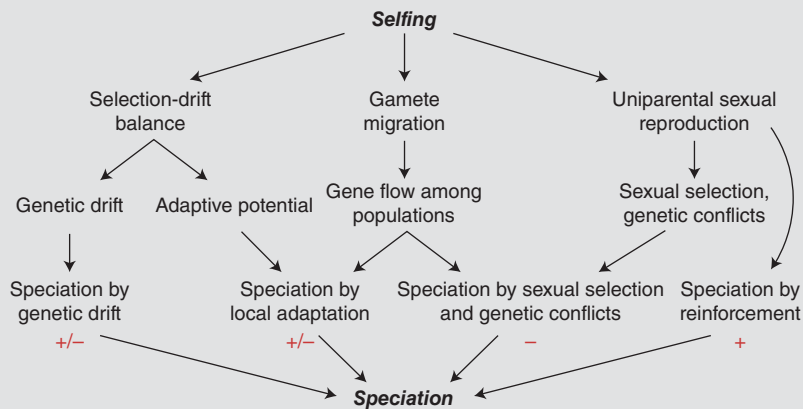 Selfing
Selection-drift
balance
Gamete
migration
Uniparental sexual
reproduction
Genetic drift
Adaptive potential
Gene flow among
populations
Sexual selection,
genetic conflicts
Speciation by
genetic drift
+/−
Speciation by
local adaptation
+/−
Speciation by sexual selection
and genetic conflicts
−
Speciation by
reinforcement
+
Speciation